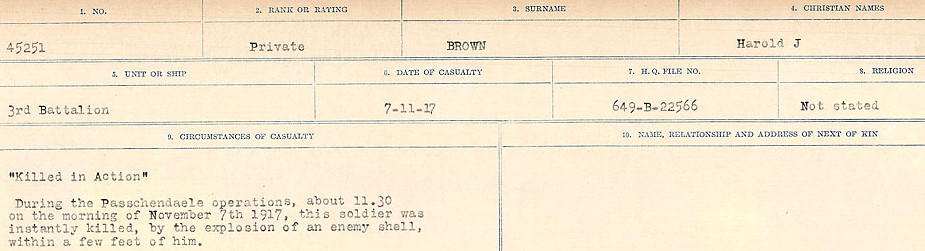 1. NO. 2. RANK OR RATING 3. SURNAME 4. CHRISTIAN NAMES
45251 Private BROWN Harold J
5. UNIT OR SHIP 6. DATE OF CASUALTY 7. H. Q. FILE NO. 8. RELIGION
3rd Battalion 7-11-17 649-B-22566 Not stated
9. CIRCUMSTANCES OF CASUALTY 10. NAME, RELATIONSHIP AND ADDRESS OF NEXT OF KIN
"Killed in Action"
During the Passchendaele operations, about 11.30
on the morning of November 7th 1917, this soldier was
instantly killed, by the explosion of an enemy shell,
within a few feet of him.